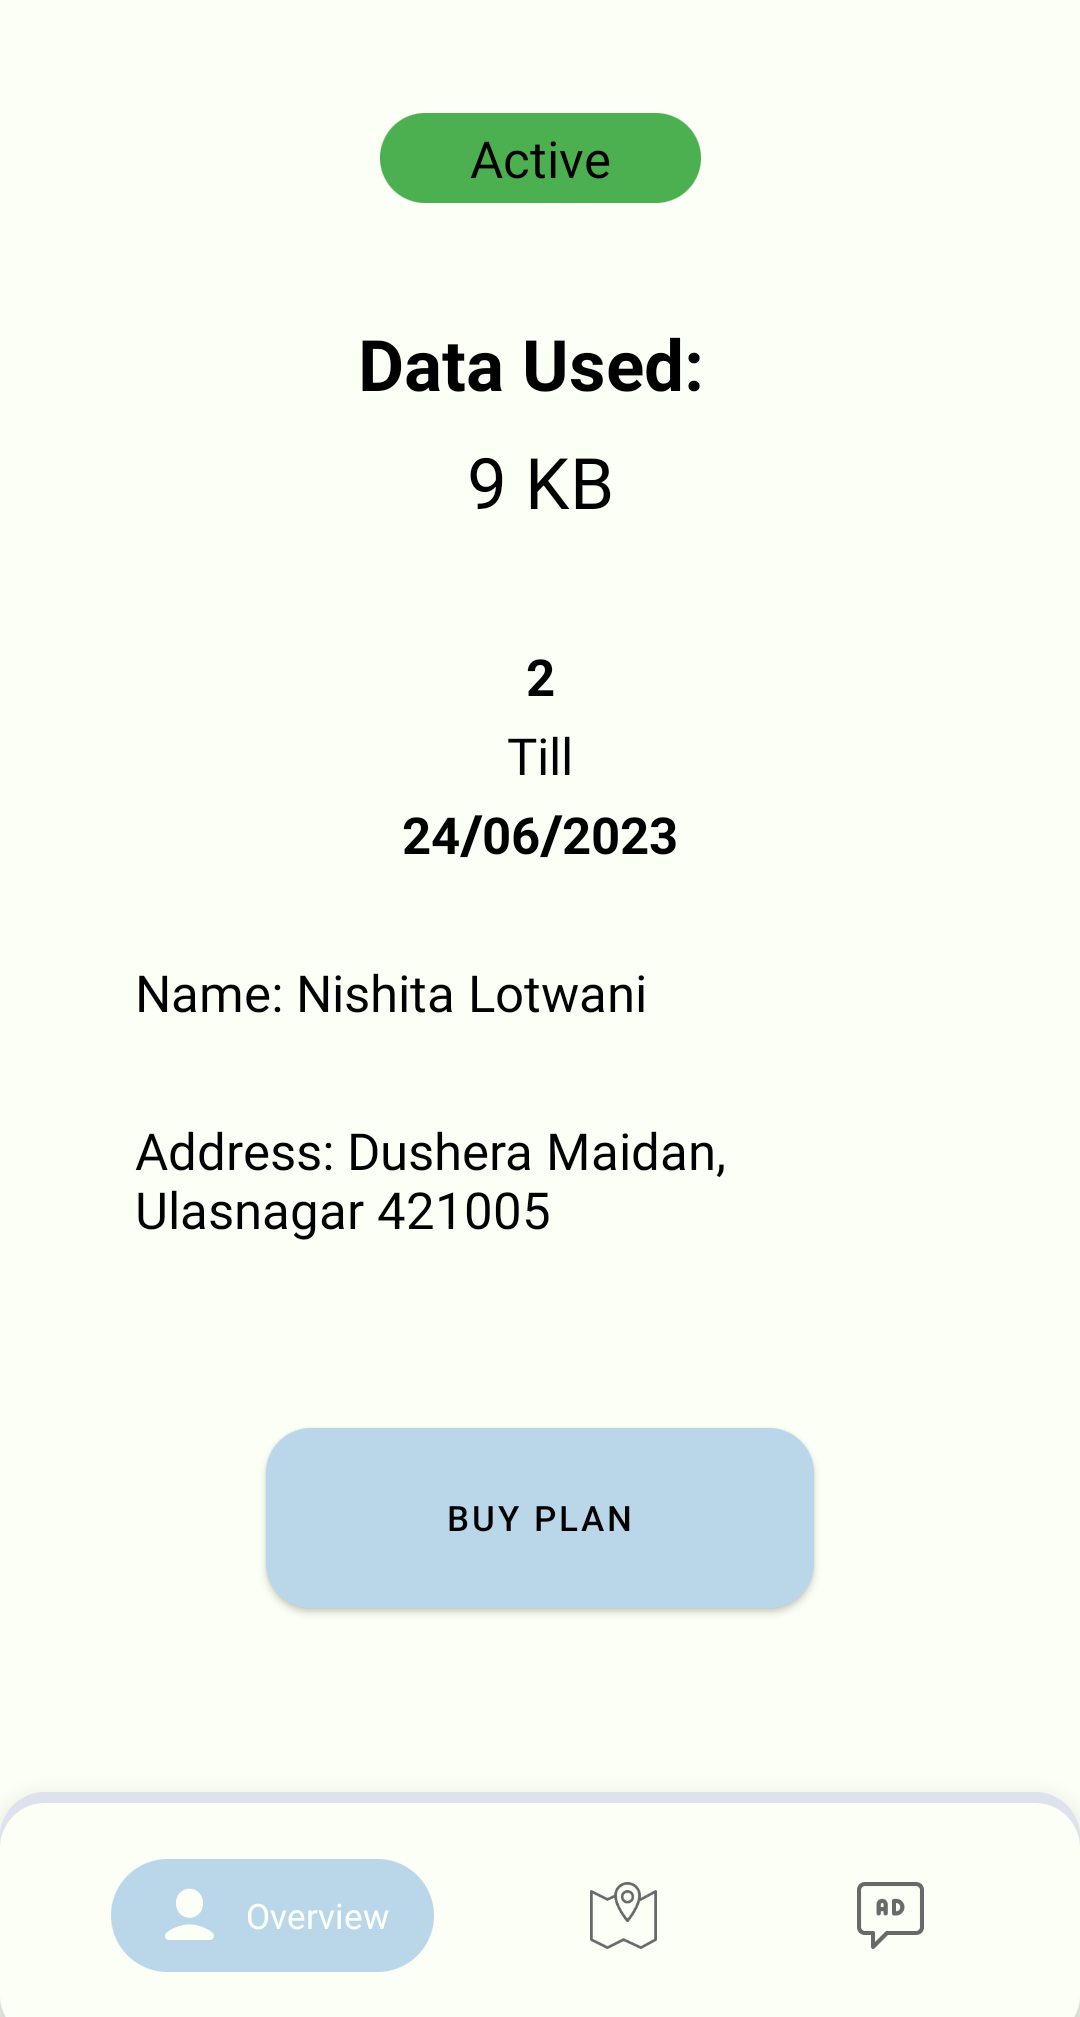 Active
Data Used:
9 KB
2
Till
24/06/2023
Name: Nishita Lotwani
Address: Dushera Maidan,
Ulasnagar 421005
BUY PLAN
Overview
AD